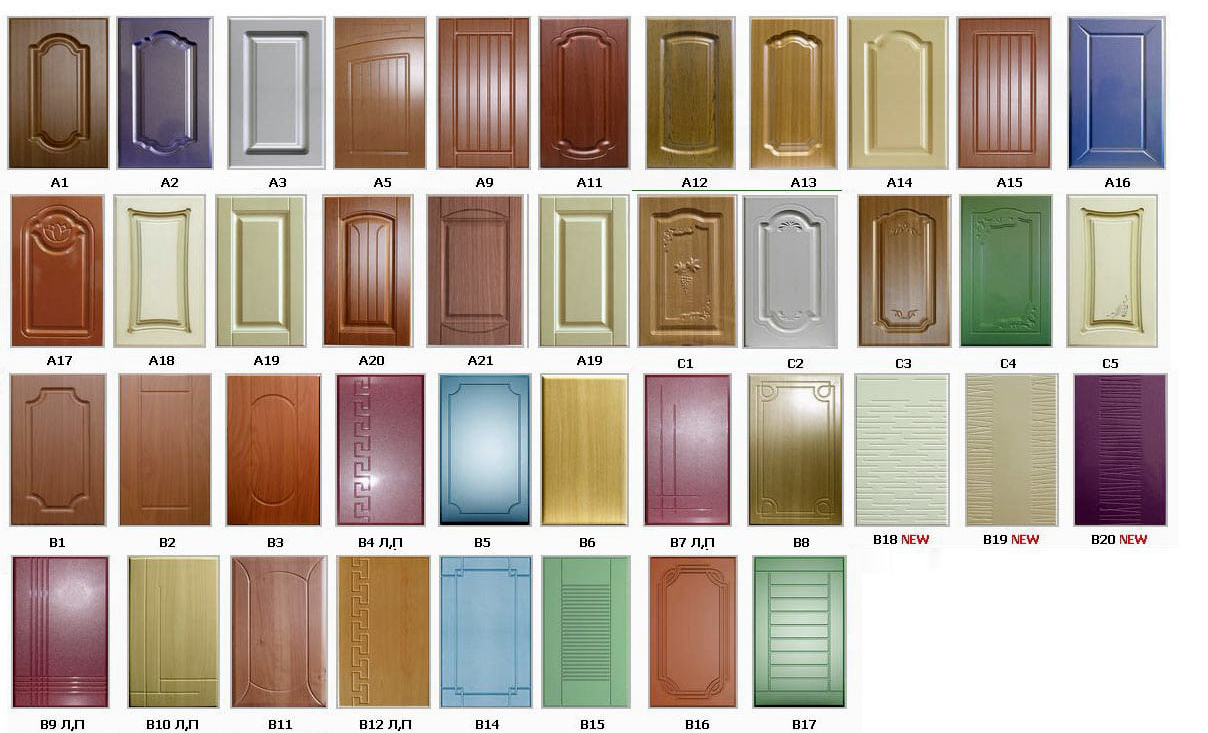 A1 A2 A3 A5 A9 A11 A12 A13 A14 A15 A16
A17 A18 A19 A20 A21 A19 C1 C2 C3 C4 C5
B1 B2 B3 B4 Л,П B5 B6 B7 Л,П B8 B18 NEW B19 NEW B20 NEW
B9 Л,П B10 Л,П B11 B12 Л,П B14 B15 B16 B17